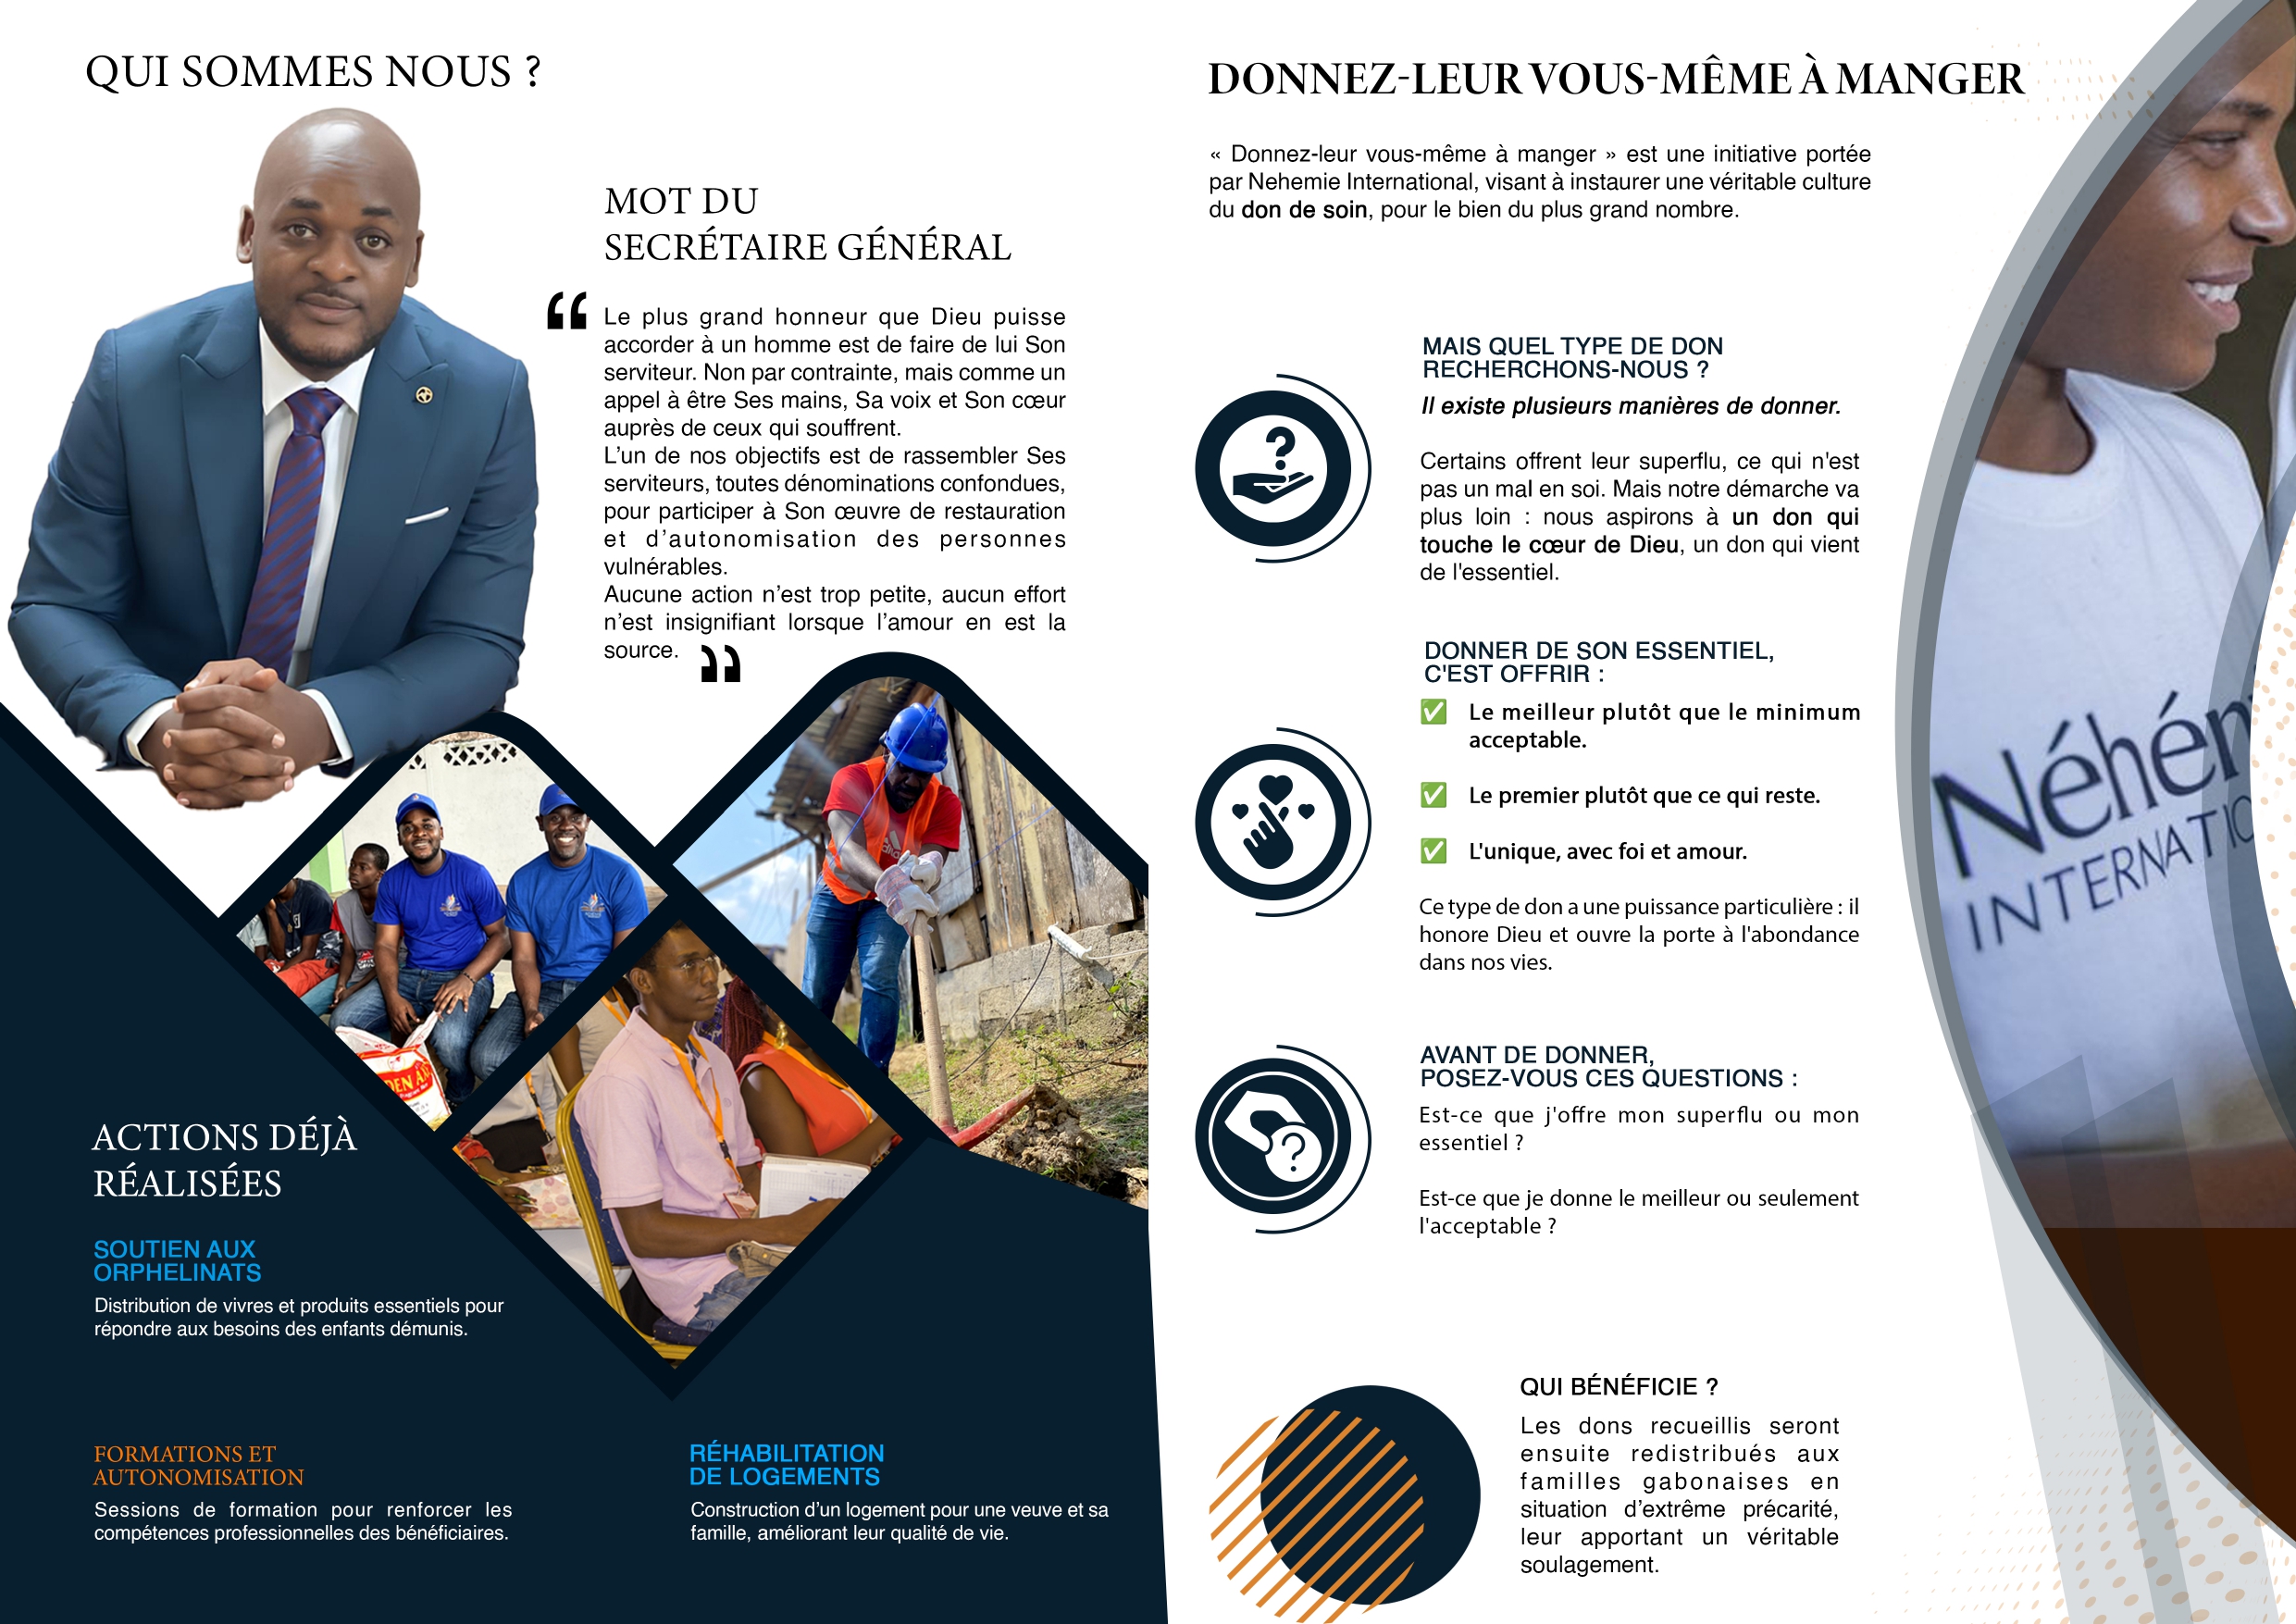 QUI SOMMES NOUS ?
MOT DU
SECRÉTAIRE GÉNÉRAL
“ Le plus grand honneur que Dieu puisse
accorder à un homme est de faire de lui Son
serviteur. Non par contrainte, mais comme un
appel à être Ses mains, Sa voix et Son cœur
auprès de ceux qui souffrent.
L’un de nos objectifs est de rassembler Ses
serviteurs, toutes dénominations confondues,
pour participer à Son œuvre de restauration
et d’autonomisation des personnes
vulnérables.
Aucune action n’est trop petite, aucun effort
n’est insignifiant lorsque l’amour en est la
source. ”
ACTIONS DÉJÀ
RÉALISÉES
SOUTIEN AUX
ORPHELINATS
Distribution de vivres et produits essentiels pour
répondre aux besoins des enfants démunis.
FORMATIONS ET
AUTONOMISATION
Sessions de formation pour renforcer les
compétences professionnelles des bénéficiaires.
RÉHABILITATION
DE LOGEMENTS
Construction d’un logement pour une veuve et sa
famille, améliorant leur qualité de vie.
DONNEZ-LEUR VOUS-MÊME À MANGER
« Donnez-leur vous-même à manger » est une initiative portée
par Nehemie International, visant à instaurer une véritable culture
du don de soin, pour le bien du plus grand nombre.
MAIS QUEL TYPE DE DON
RECHERCHONS-NOUS ?
Il existe plusieurs manières de donner.
Certains offrent leur superflu, ce qui n'est
pas un mal en soi. Mais notre démarche va
plus loin : nous aspirons à un don qui
touche le cœur de Dieu, un don qui vient
de l'essentiel.
DONNER DE SON ESSENTIEL,
C'EST OFFRIR :
✅ Le meilleur plutôt que le minimum
acceptable.
✅ Le premier plutôt que ce qui reste.
✅ L'unique, avec foi et amour.
Ce type de don a une puissance particulière : il
honore Dieu et ouvre la porte à l'abondance
dans nos vies.
AVANT DE DONNER,
POSEZ-VOUS CES QUESTIONS :
Est-ce que j'offre mon superflu ou mon
essentiel ?
Est-ce que je donne le meilleur ou seulement
l'acceptable ?
QUI BÉNÉFICIE ?
Les dons recueillis seront
ensuite redistribués aux
familles gabonaises en
situation d’extrême précarité,
leur apportant un véritable
soulagement.